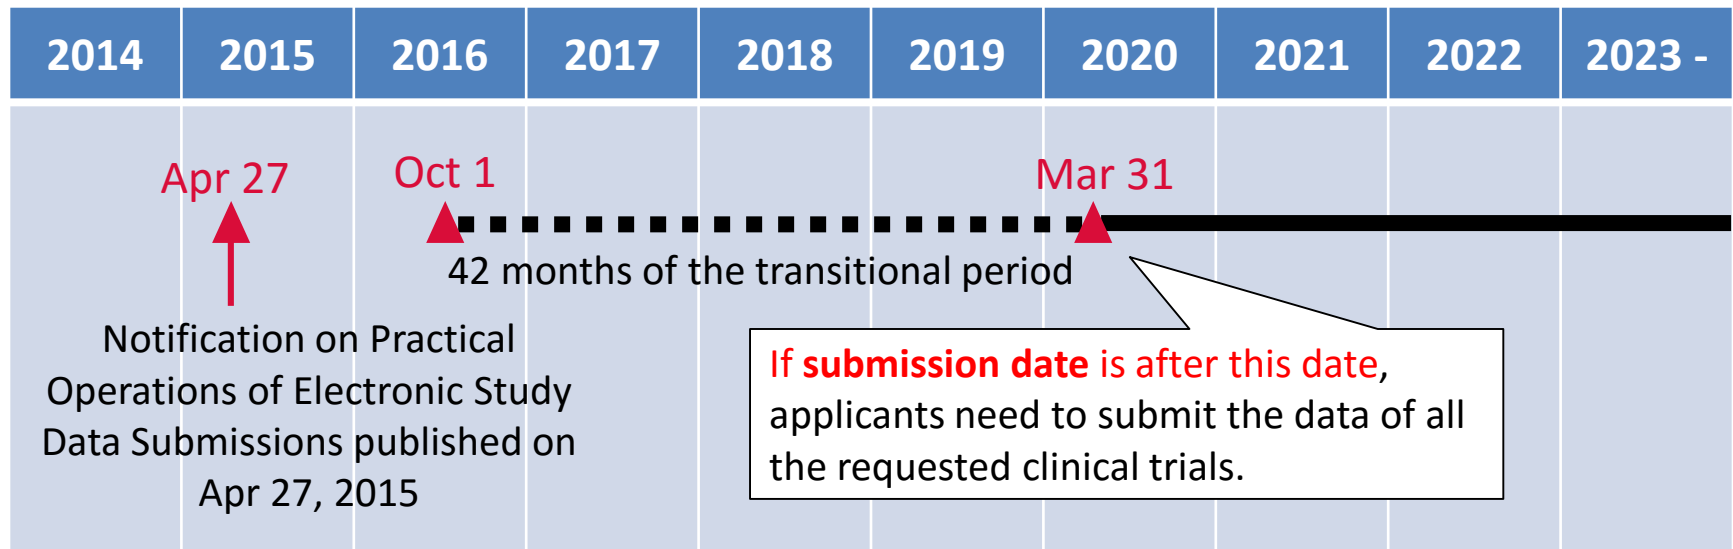 2014 2015 2016 2017 2018 2019 2020 2021 2022 2023 -
Apr 27
Oct 1
Mar 31
42 months of the transitional period
Notification on Practical
Operations of Electronic Study
Data Submissions published on
Apr 27, 2015
If submission date is after this date,
applicants need to submit the data of all
the requested clinical trials.